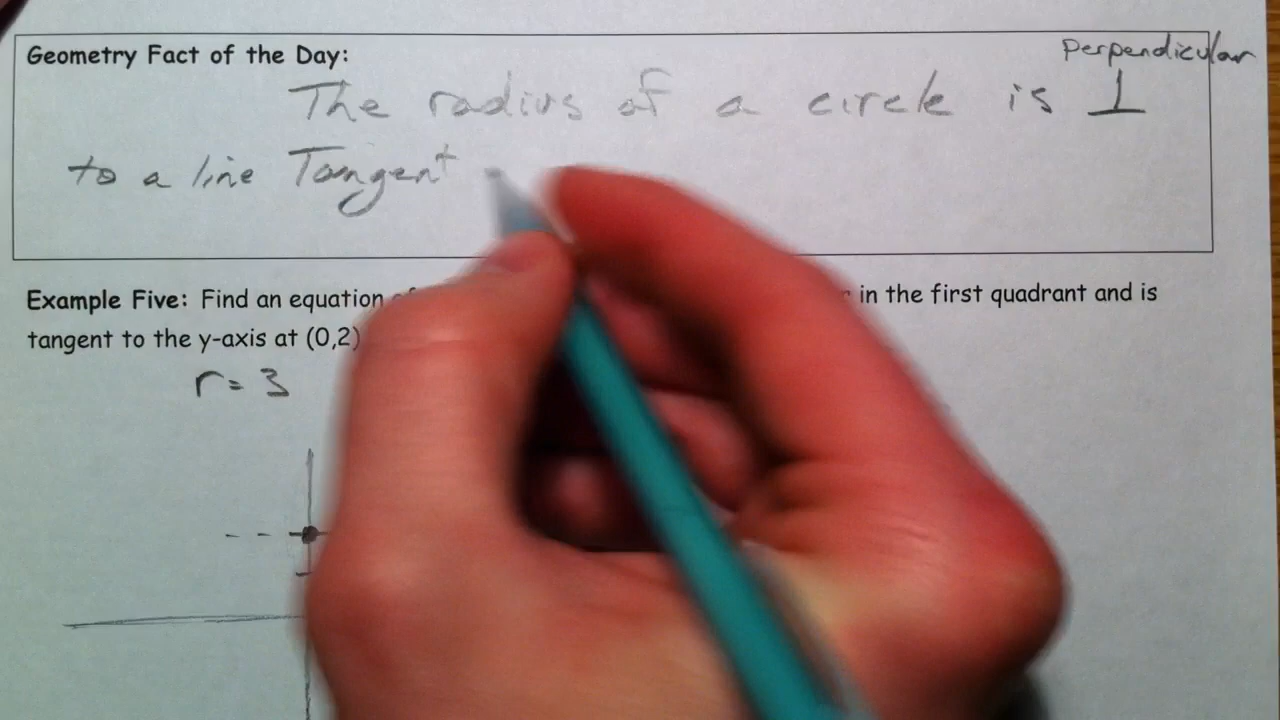 Geometry Fact of the Day:
perpendicular
The radius of a circle is ⊥
to a line Tangent
Example Five: Find an equation in the first quadrant and is
tangent to the y-axis at (0,2)
r = 3